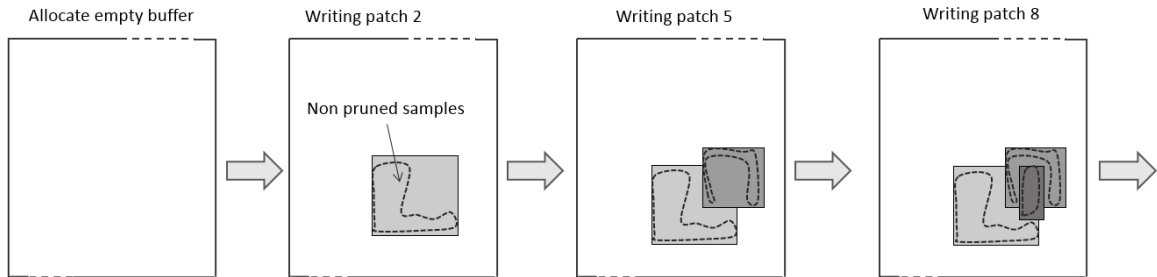 Allocate empty buffer
Writing patch 2
Writing patch 5
Writing patch 8
Non pruned samples